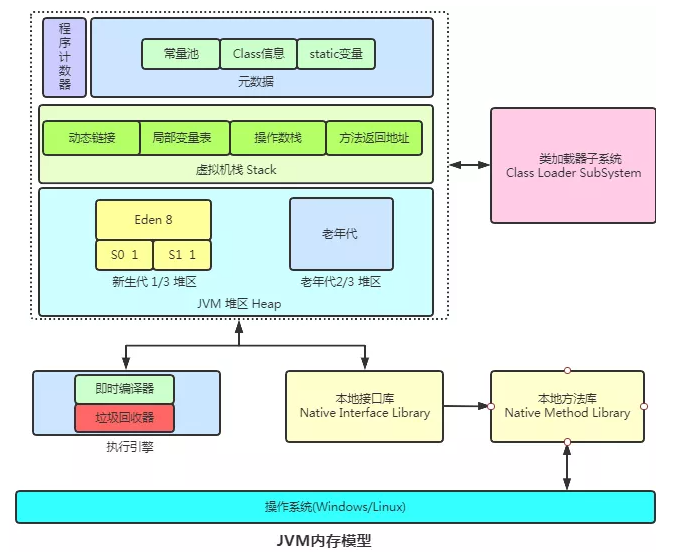 程
序
计
数
器
常量池
Class信息
static变量
元数据
动态链接
局部变量表
操作数栈
方法返回地址
虚拟机栈 Stack
类加载器子系统
Class Loader SubSystem
Eden 8
S0 1
S1 1
新生代 1/3 堆区
老年代
老年代2/3 堆区
JVM 堆区 Heap
即时编译器
垃圾回收器
执行引擎
本地接口库
Native Interface Library
本地方法库
Native Method Library
操作系统(Windows/Linux)
JVM内存模型